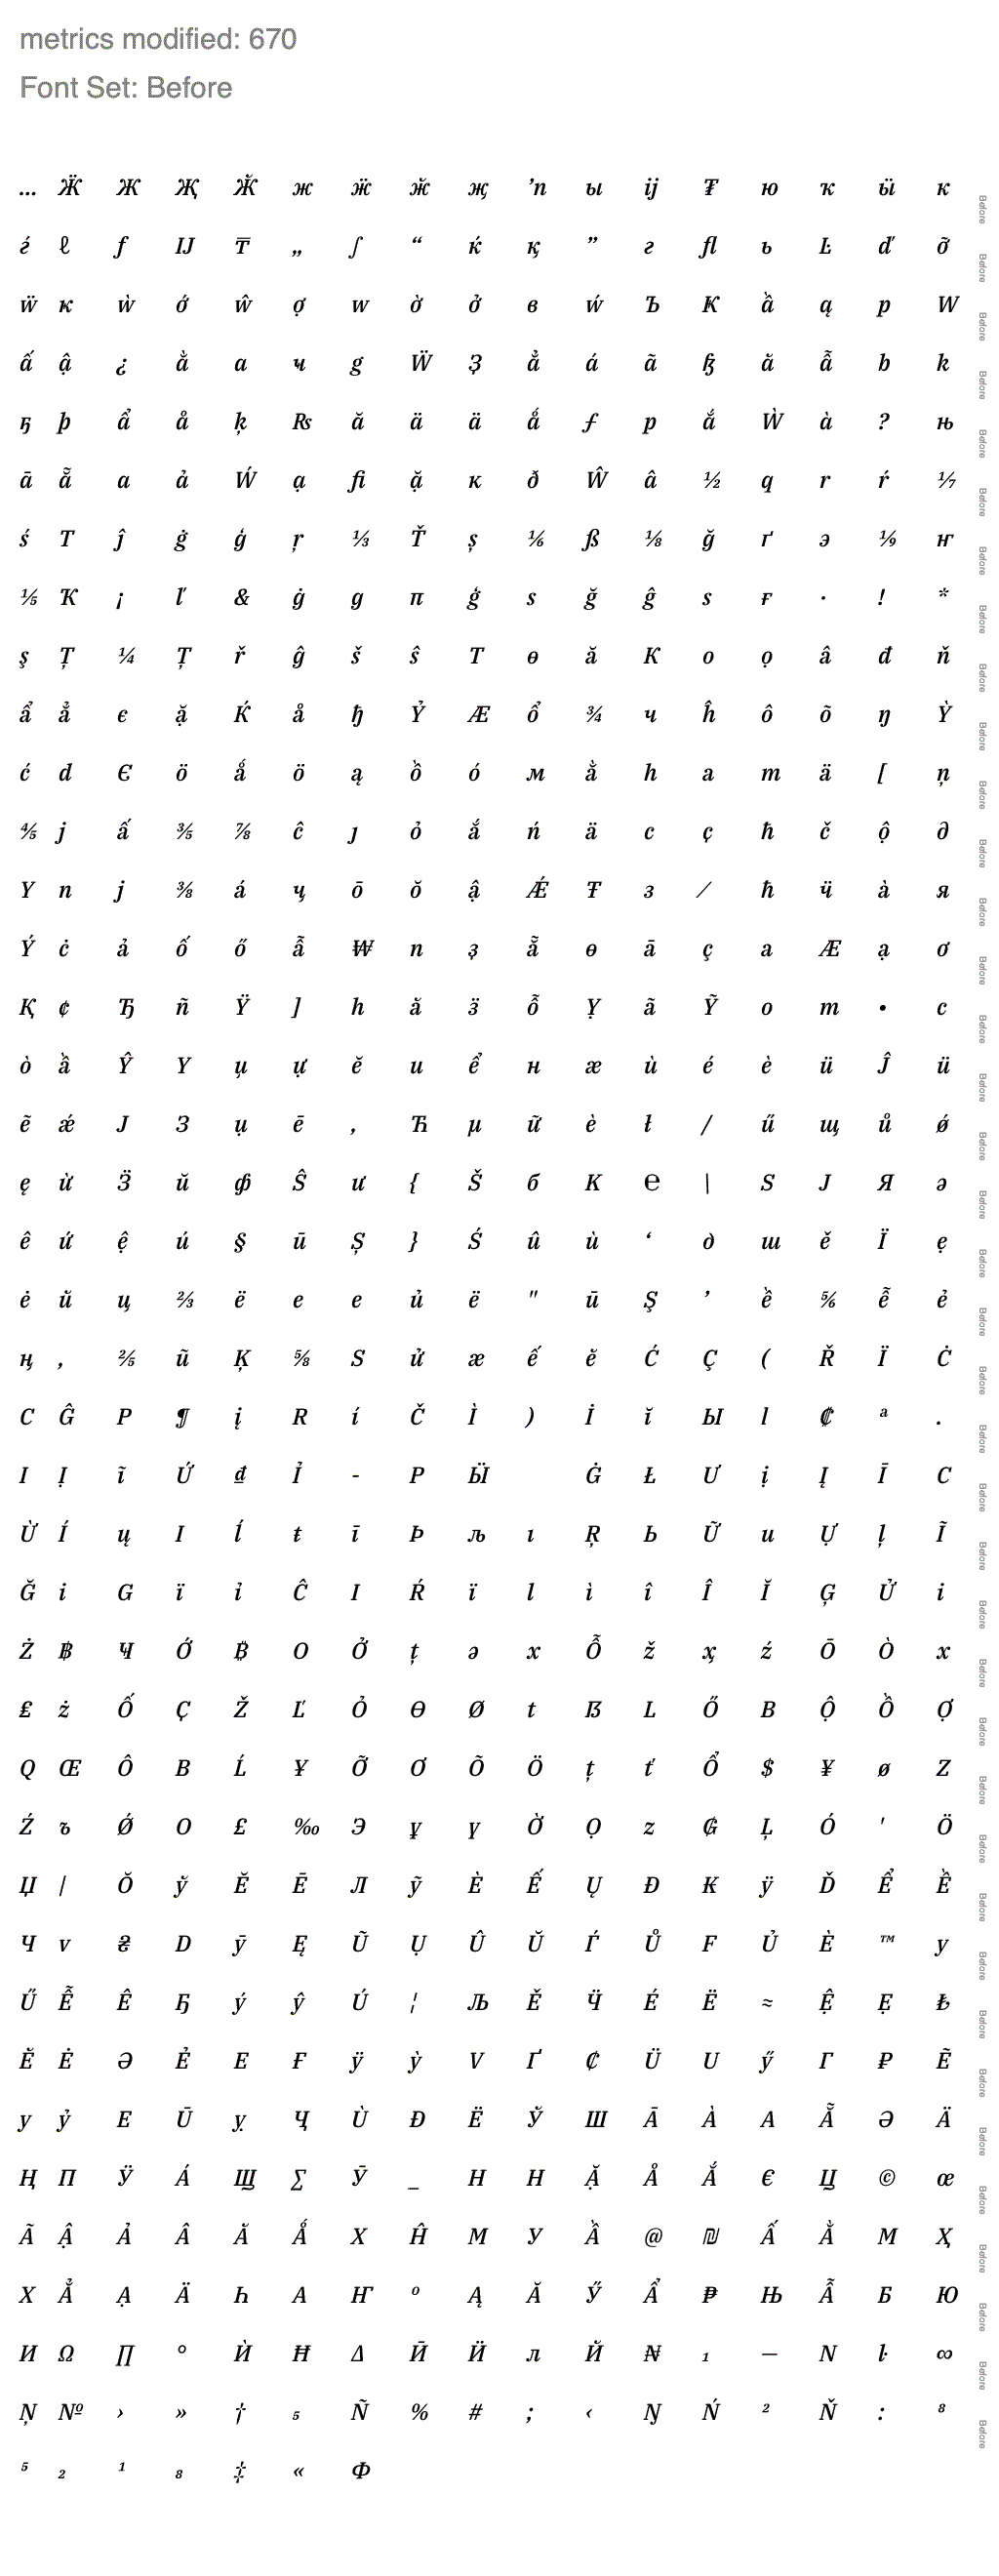 metrics modified: 670
Font Set: Before
… Ӝ Ж Җ Ӂ ж ӝ ӂ җ ŉ ы ij ₮ ю ҡ ӹ к Before
ѓ ℓ f IJ ₸ „ ʃ “ ќ қ ” г fl ь Ŀ ď ỡ Before
ẅ к ẁ ớ ŵ ợ w ờ ở в ẃ Ъ Ҝ ầ ą p W Before
ấ ậ ¿ ằ a ч g Ẅ Ҙ ẳ á ã ꜧ ă ẫ b k Before
ҕ þ ẩ å ķ ₨ ă ä ä ǻ ƒ р ắ Ẁ à ? њ Before
ā ẵ а ả Ẃ ạ fi ặ ĸ ð Ŵ â ½ q r ŕ ⅐ Before
ś T ĵ ġ ģ ŗ ⅓ Ť ș ⅙ ß ⅛ ğ ґ э ⅑ ҥ Before
⅕ Ҡ ¡ ľ & ġ g п ģ s ğ ĝ s ғ · ! * Before
ş Ț ¼ Ţ ř ĝ š ŝ Т ө ă К o ọ â đ ň Before
ẩ ẳ є ặ Ḱ å ђ Ỷ Æ ổ ¾ ч ĥ ô õ ŋ Ỳ Before
ć d Є ö ǻ ö ą ồ ó м ằ h a m ä [ ņ Before
⅘ j ấ ⅗ ⅞ ĉ ȷ ỏ ắ ń ä c ç ħ č ộ ∂ Before
Y n j ⅜ á ҷ ō ŏ ậ Ǽ Ŧ з ⁄ ħ ӵ à я Before
Ý ċ ả ố ő ẫ ₩ n ҙ ẵ ө ā ç a Æ ạ ơ Before
Қ ¢ Ђ ñ Ÿ ] h ă ӟ ỗ Ỵ ã Ỹ o m • c Before
ò ầ Ŷ Y џ ự ĕ u ể н æ ù é è ü Ĵ ü Before
ẽ ǽ J З ụ ē , Ћ µ ữ è ŀ / ű щ ů ǿ Before
ę ừ Ӟ й ф Ŝ ư { Š б K ℮ \ S J Я ə Before
ê ứ ệ ú § ū Ș } Ś û ù ‘ д ш ě Ï ẹ Before
ė ŭ ц ⅔ ë e е ủ ё " ū Ş ’ ề ⅚ ễ ẻ Before
ң ‚ ⅖ ũ Ķ ⅝ Ѕ ử æ ế ĕ Ć Ç ( Ř Ï Ċ Before
C Ĝ P ¶ į R í Č Ì ) İ ĭ Ы l ₡ ª . Before
I Ị ĩ Ứ ₫ Ỉ - Р Ӹ Ġ Ł Ư ị Į Ī С Before
Ừ Í ų I ĺ ŧ ī Þ љ ı Ŗ Ь Ữ u Ự ļ Ĩ Before
Ğ i G ï ỉ Ĉ I Ŕ ï l ì î Î Ĭ Ģ Ử i Before
Ż ฿ Ҹ Ớ ₿ O Ở ț ә x Ỗ ž ҳ ź Ō Ò х Before
₤ ż Ố Ç Ž Ľ Ỏ Ө Ø t ẞ L Ő B Ộ Ồ Ợ Before
Q Œ Ô В Ĺ ¥ Ỡ Ơ Õ Ö ţ ť Ổ $ ¥ ø Z Before
Ź ъ Ǿ О £ ‰ Э ұ ү Ờ Ọ z ₲ Ļ Ó ' Ö Before
Џ | Ŏ ў Ĕ Ē Л ỹ È Ế Ų Đ ҝ ÿ Ď Ể Ề Before
Ч v ₴ D ȳ Ę Ũ Ụ Û Ŭ Ѓ Ů F Ủ È ™ y Before
Ű Ễ Ê Ҕ ý ŷ Ú ¦ Љ Ě Ӵ É Ë ≈ Ệ Ẹ ₺ Before
Ĕ Ė Ə Ẻ E Ғ ÿ ỳ V Ґ ₵ Ü U ӳ Г ₽ Ẽ Before
у ỷ Е Ū ỵ Ҷ Ù Đ Ё Ў Ш Ā À A Ẵ Ә Ä Before
Ң П Ӱ Á Щ ∑ Ӯ _ Н H Ặ Å Ắ € Ц © œ Before
Ã Ậ Ả Â Ă Ǻ X Ĥ M У Ầ @ ₪ Ấ Ằ М Ҳ Before
Х Ẳ Ạ Ä Һ А Ҥ º Ą Ă Ӳ Ẩ ₱ Њ Ẫ Б Ю Before
И Ω ∏ ° Ѝ Ħ ∆ Ӣ Ӥ л Й ₦ ₁ — N ŀ ∞ Before
Ņ № › » † ₅ Ñ % # ; ‹ Ŋ Ń ² Ň : ⁸ Before
⁵ ₂ ¹ ₈ ‡ « Ф